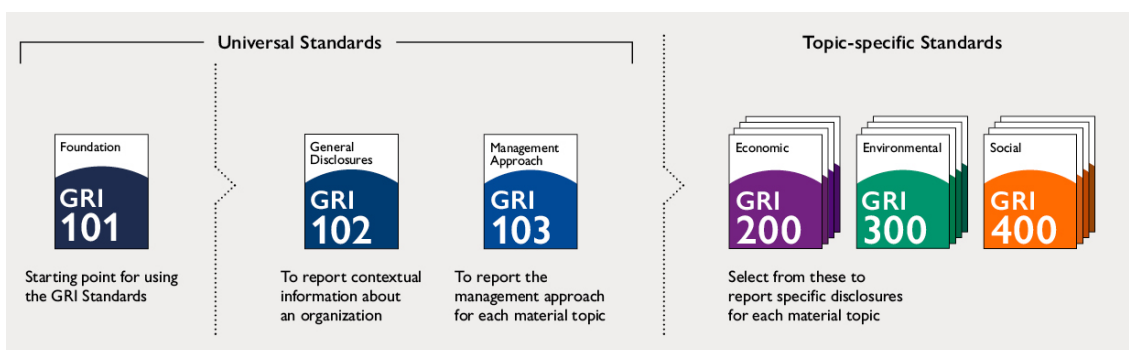 Universal Standards
Topic-specific Standards
Foundation
GRI
101
Starting point for using
the GRI Standards
General
Disclosures
GRI
102
To report contextual
information about
an organization
Management
Approach
GRI
103
To report the
management approach
for each material topic
Economic
GRI
200
Environmental
GRI
300
Social
GRI
400
Select from these to
report specific disclosures
for each material topic